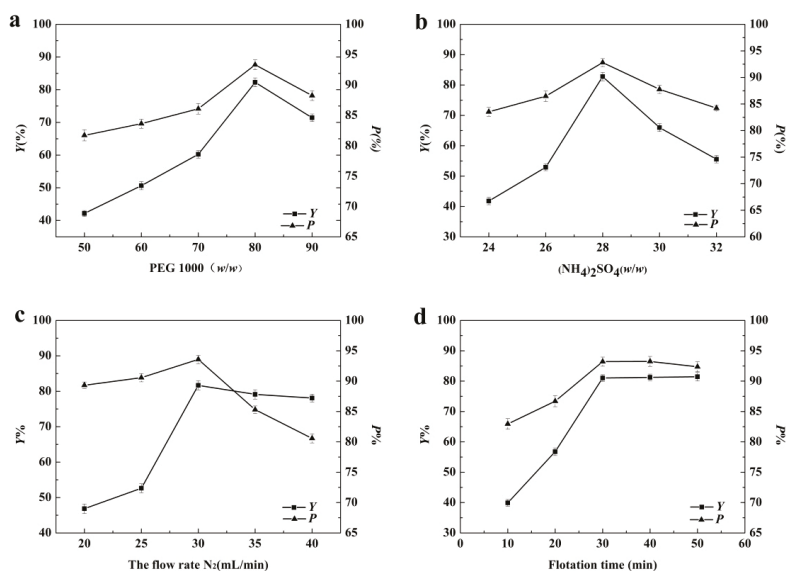 a
100
90
80
70
60
50
40
Y(%)
100
95
90
85
80
75
70
65
P(%)
Y
P
50 60 70 80 90
PEG 1000（w/w）
b
100
90
80
70
60
50
40
30
Y(%)
100
95
90
85
80
75
70
65
60
P(%)
Y
P
24 26 28 30 32
(NH4)2SO4(w/w)
c
100
90
80
70
60
50
40
Y%
100
95
90
85
80
75
70
65
P%
Y
P
20 25 30 35 40
The flow rate N2(mL/min)
d
100
90
80
70
60
50
40
30
Y%
100
95
90
85
80
75
70
65
P%
Y
P
0 10 20 30 40 50 60
Flotation time (min)